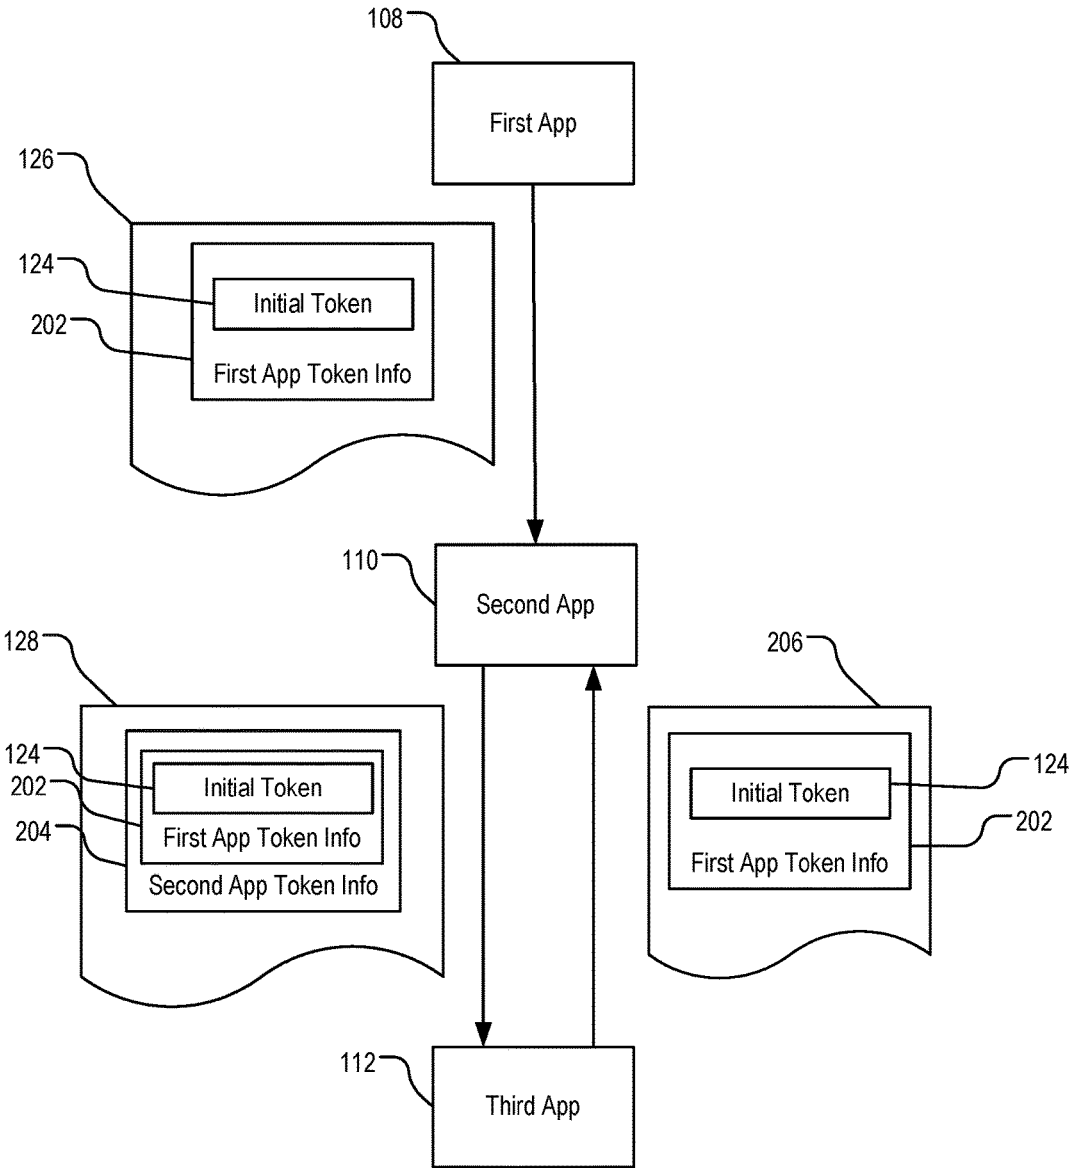 108
First App
126
124
Initial Token
202
First App Token Info
110
Second App
128
206
124
Initial Token
202
First App Token Info
204
Second App Token Info
Initial Token
124
202
First App Token Info
112
Third App